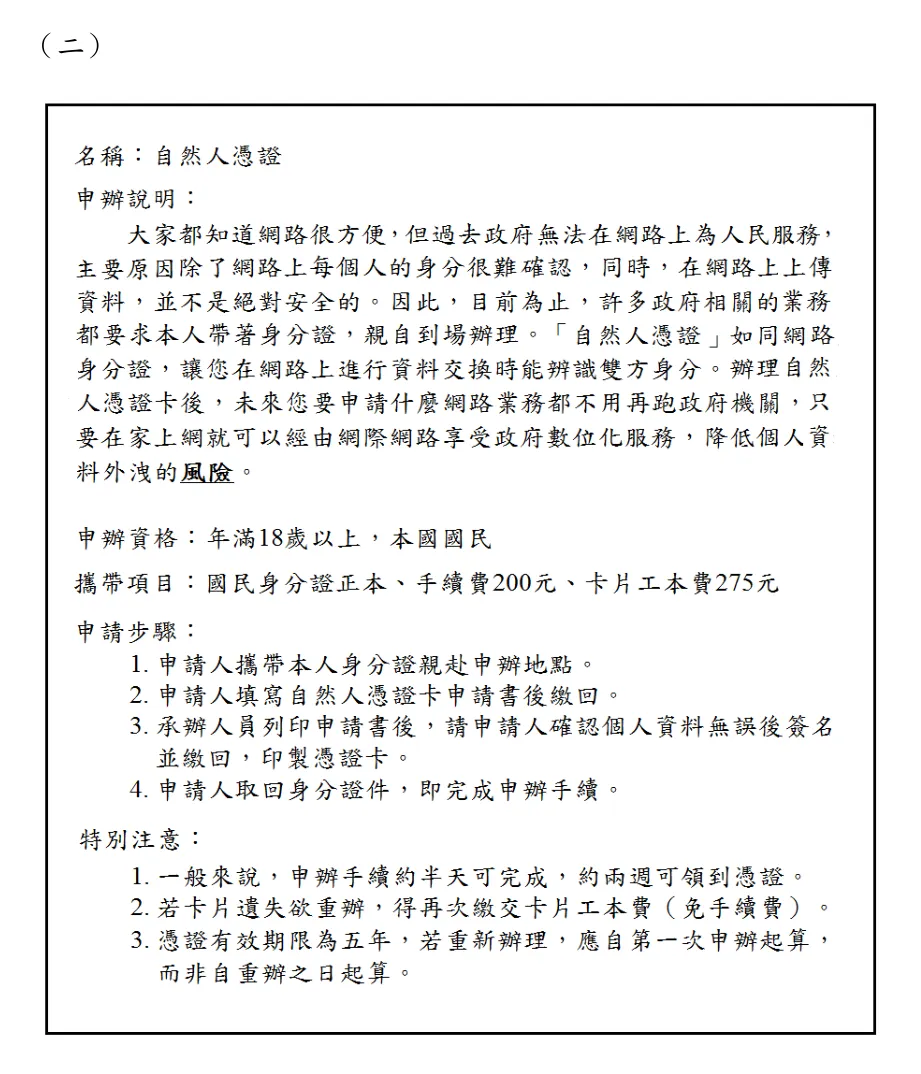 （二）
名稱：自然人憑證
申辦說明：
大家都知道網路很方便，但過去政府無法在網路上為人民服務，
主要原因除了網路上每個人的身分很難確認，同時，在網路上上傳
資料，並不是絕對安全的。因此，目前為止，許多政府相關的業務
都要求本人帶著身分證，親自到場辦理。「自然人憑證」如同網路
身分證，讓您在網路上進行資料交換時能辨識雙方身分。辦理自然
人憑證卡後，未來您要申請什麼網路業務都不用再跑政府機關，只
要在家上網就可以經由網際網路享受政府數位化服務，降低個人資
料外洩的風險。
申辦資格：年滿18歲以上，本國國民
攜帶項目：國民身分證正本、手續費200元、卡片工本費275元
申請步驟：
1. 申請人攜帶本人身分證親赴申辦地點。
2. 申請人填寫自然人憑證卡申請書後繳回。
3. 承辦人員列印申請書後，請申請人確認個人資料無誤後簽名
並繳回，印製憑證卡。
4. 申請人取回身分證件，即完成申辦手續。
特別注意：
1. 一般來說，申辦手續約半天可完成，約兩週可領到憑證。
2. 若卡片遺失欲重辦，得再次繳交卡片工本費（免手續費）。
3. 憑證有效期限為五年，若重新辦理，應自第一次申辦起算，
而非自重辦之日起算。